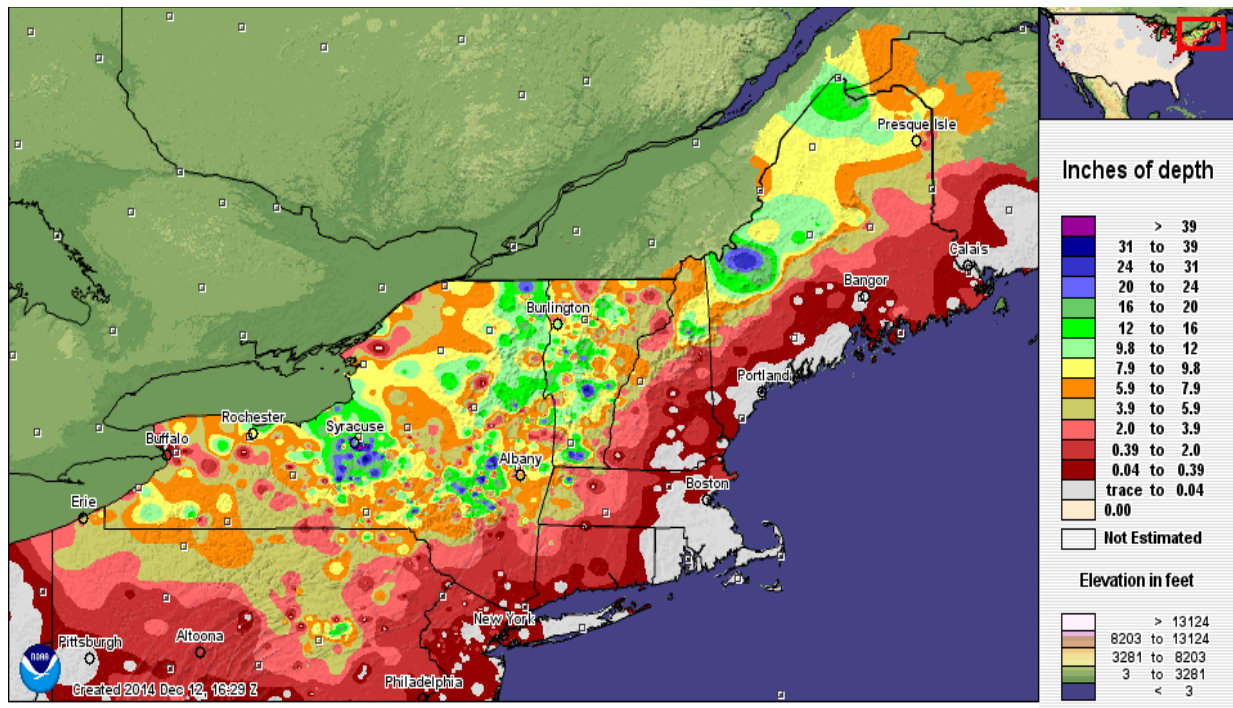 Presque Isle
Calais
Bangor
Burlington
Portland
Rochester
Syracuse
Buffalo
Albany
Boston
Erie
New York
Pittsburgh
Altoona
Philadelphia
NOAA
Created 2014 Dec 12, 16:29 Z
Inches of depth
> 39
31 to 39
24 to 31
20 to 24
16 to 20
12 to 16
9.8 to 12
7.9 to 9.8
5.9 to 7.9
3.9 to 5.9
2.0 to 3.9
0.39 to 2.0
0.04 to 0.39
trace to 0.04
0.00
Not Estimated
Elevation in feet
> 13124
8203 to 13124
3281 to 8203
3 to 3281
< 3